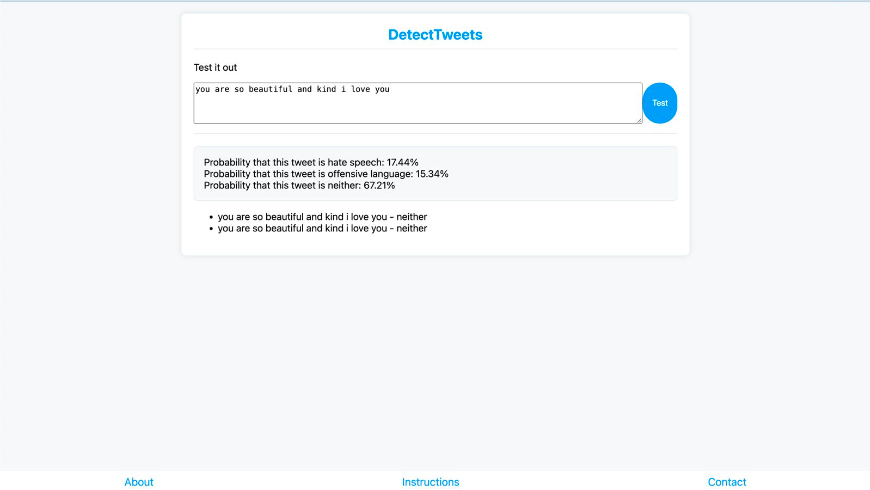 DetectTweets
Test it out
you are so beautiful and kind i love you
Test
Probability that this tweet is hate speech: 17.44%
Probability that this tweet is offensive language: 15.34%
Probability that this tweet is neither: 67.21%
• you are so beautiful and kind i love you - neither
• you are so beautiful and kind i love you - neither
About
Instructions
Contact